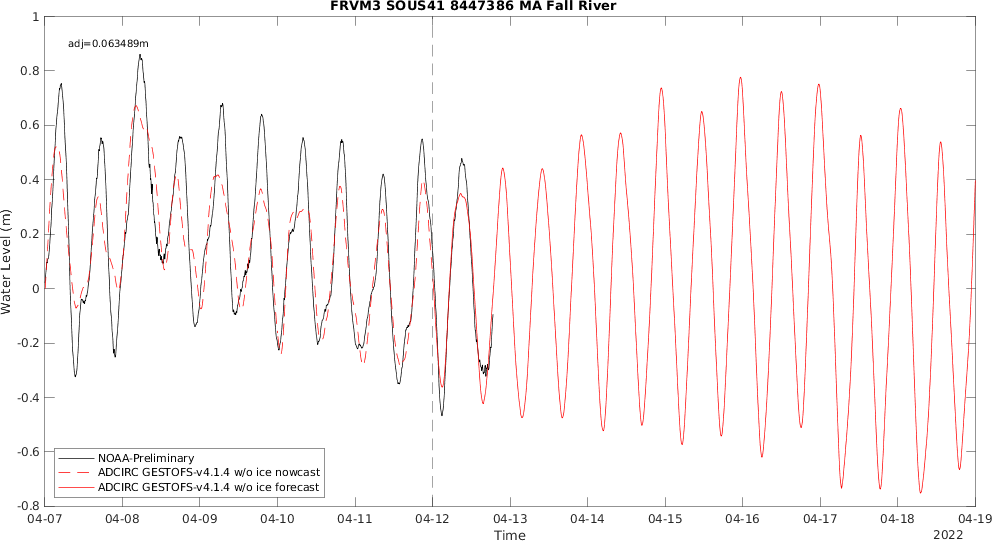 FRVM3 SOUS41 8447386 MA Fall River
adj=0.063489m
1
0.8
0.6
0.4
0.2
0
-0.2
-0.4
-0.6
-0.8
Water Level (m)
NOAA-Preliminary
ADCIRC GESTOFS-v4.1.4 w/o ice nowcast
ADCIRC GESTOFS-v4.1.4 w/o ice forecast
04-07 04-08 04-09 04-10 04-11 04-12 04-13 04-14 04-15 04-16 04-17 04-18 04-19
Time
2022